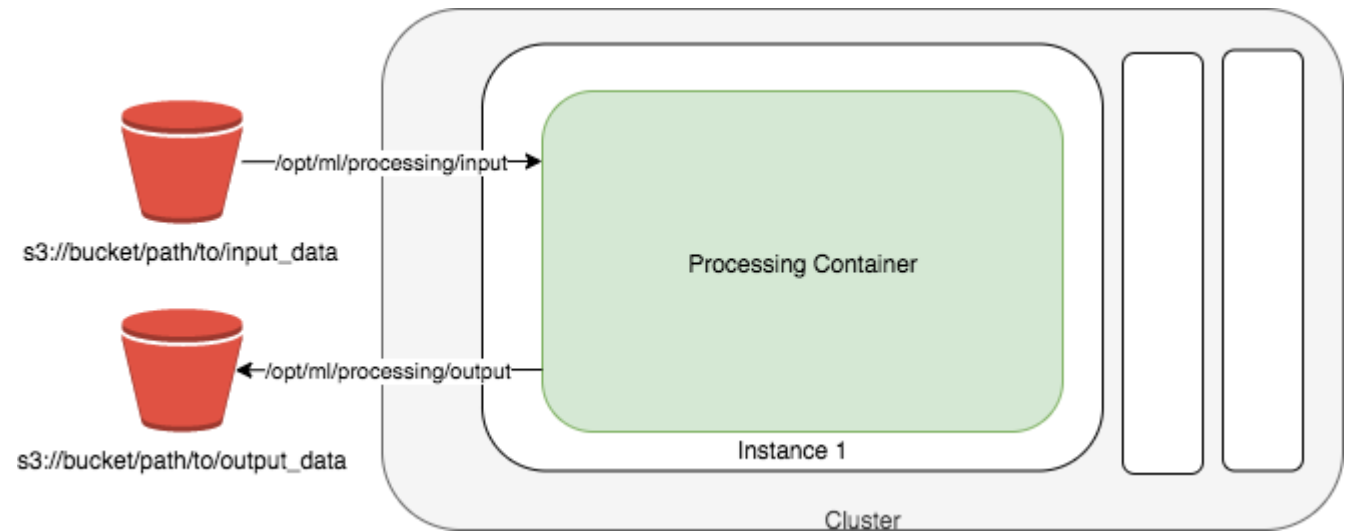 /opt/ml/processing/input
s3://bucket/path/to/input_data
Processing Container
/opt/ml/processing/output
Instance 1
s3://bucket/path/to/output_data
Cluster